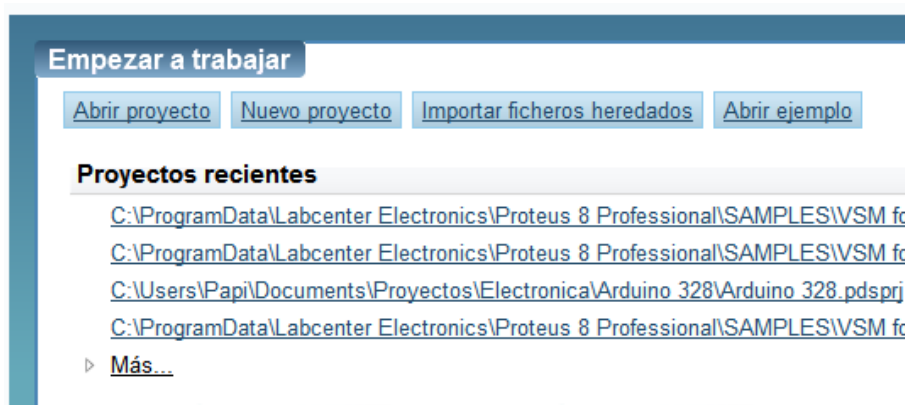 Empezar a trabajar
Abrir proyecto Nuevo proyecto Importar ficheros heredados Abrir ejemplo
Proyectos recientes
C:\ProgramData\Labcenter Electronics\Proteus 8 Professional\SAMPLES\VSM fo
C:\ProgramData\Labcenter Electronics\Proteus 8 Professional\SAMPLES\VSM fo
C:\Users\Papi\Documents\Proyectos\Electronica\Arduino 328\Arduino 328.pdsprj
C:\ProgramData\Labcenter Electronics\Proteus 8 Professional\SAMPLES\VSM fo
Más...